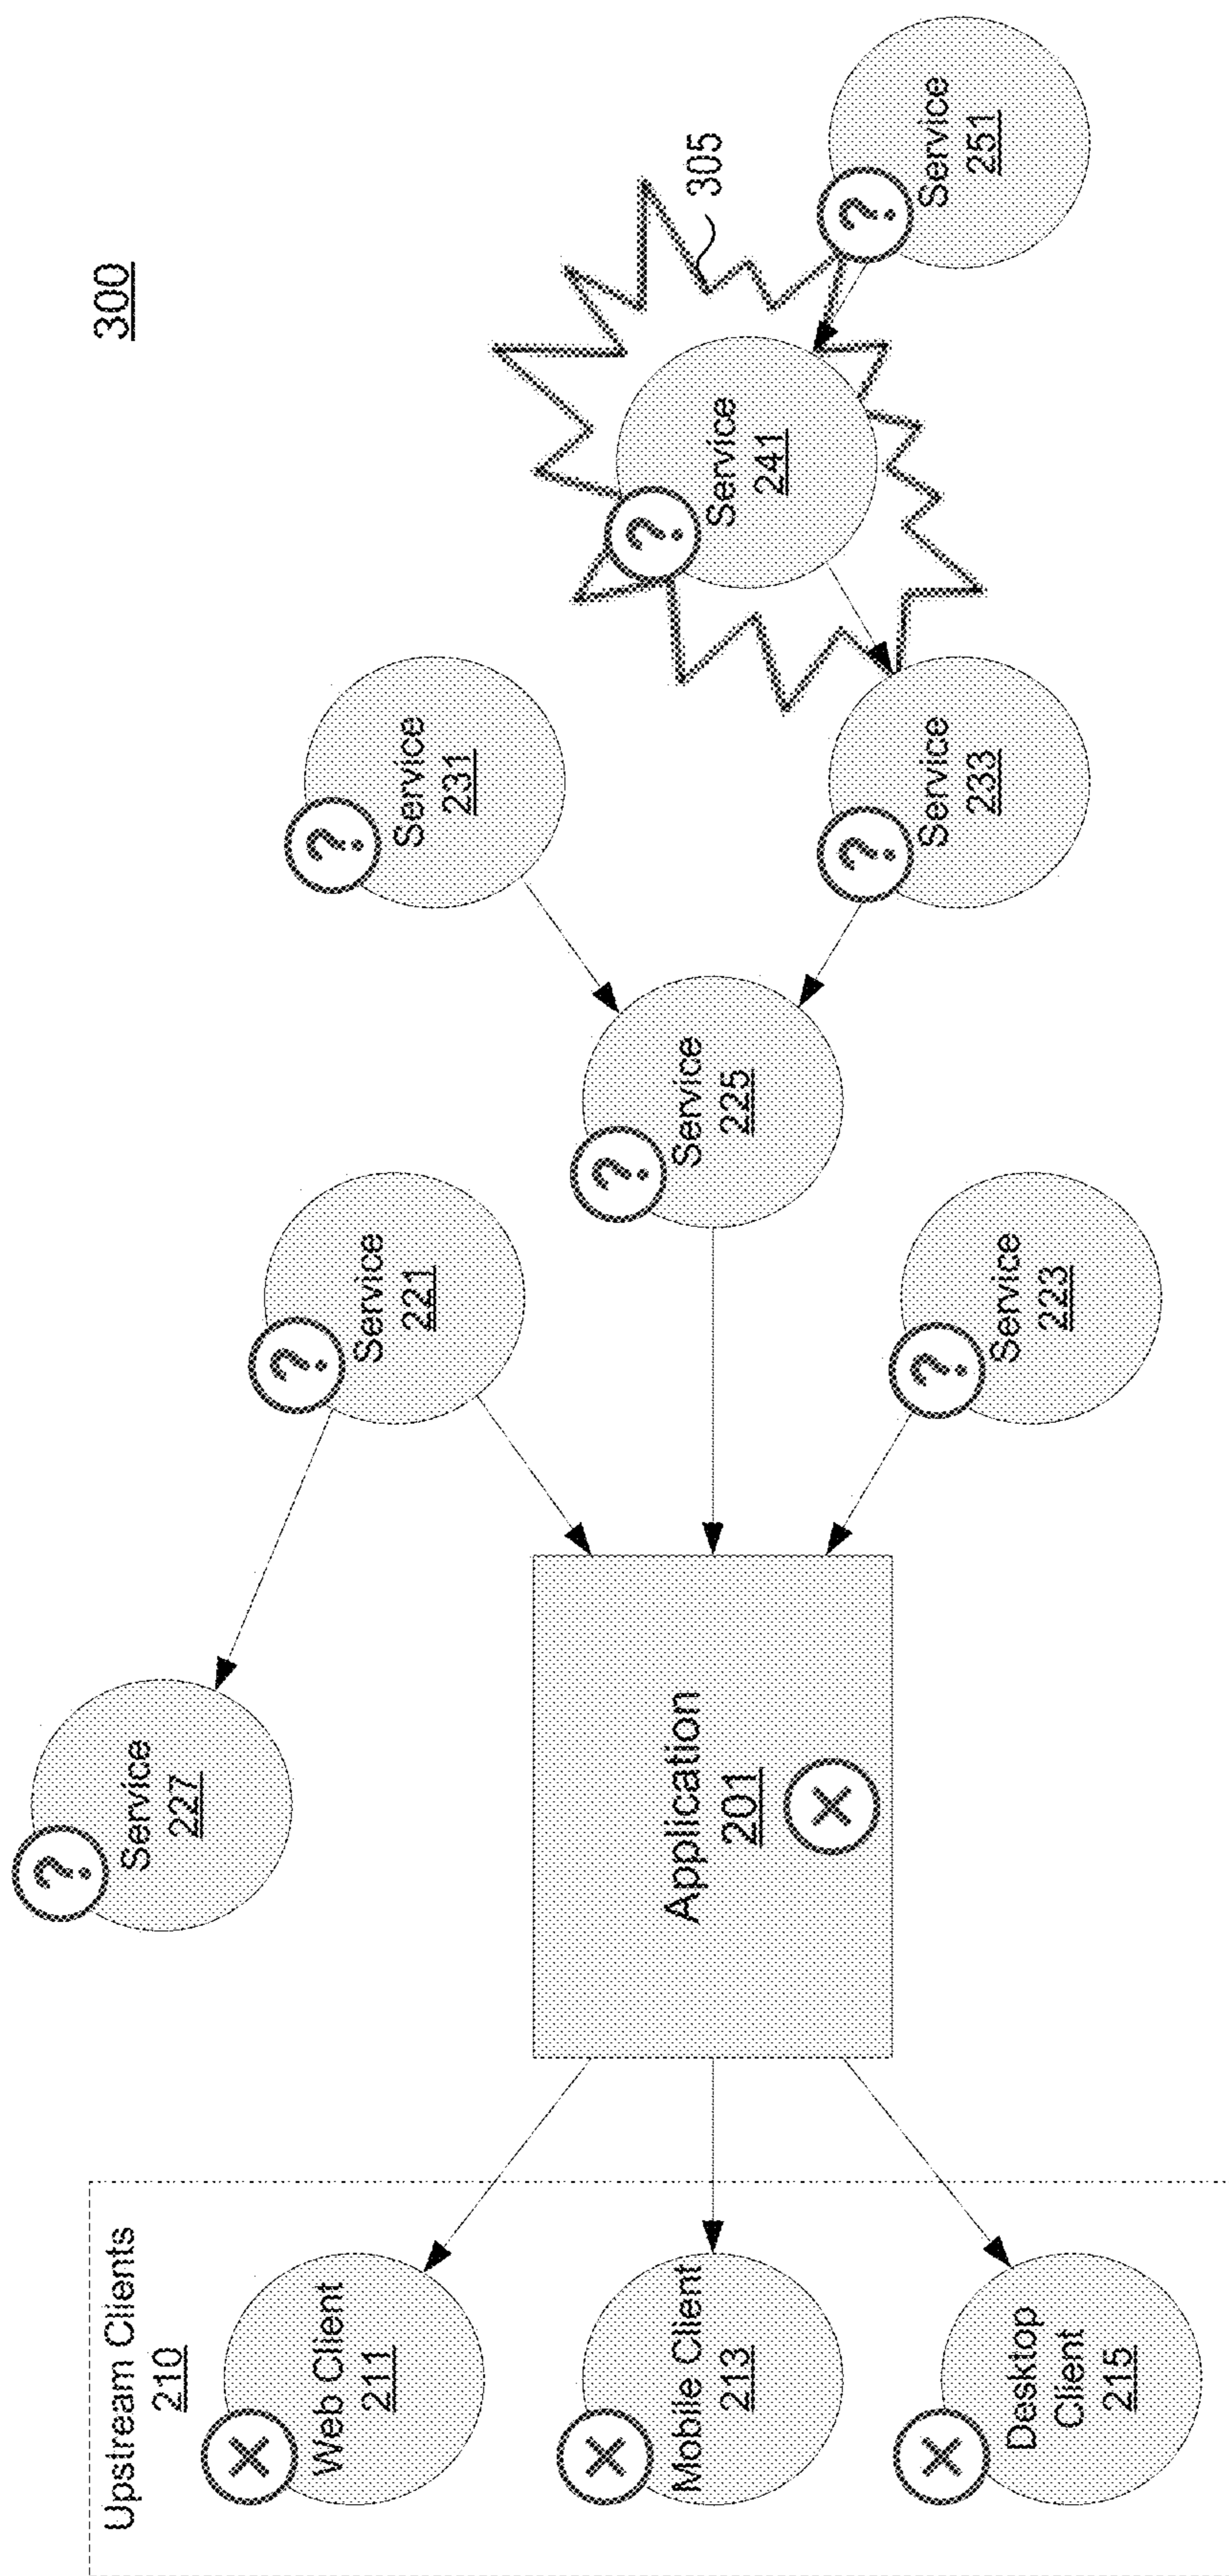 300
Upstream Clients
210
×
Web Client
211
×
Mobile Client
213
×
Desktop
Client
215
Application
201
×
?
Service
227
?
Service
221
?
Service
225
?
Service
223
?
Service
231
?
Service
233
?
Service
241
305
?
Service
251